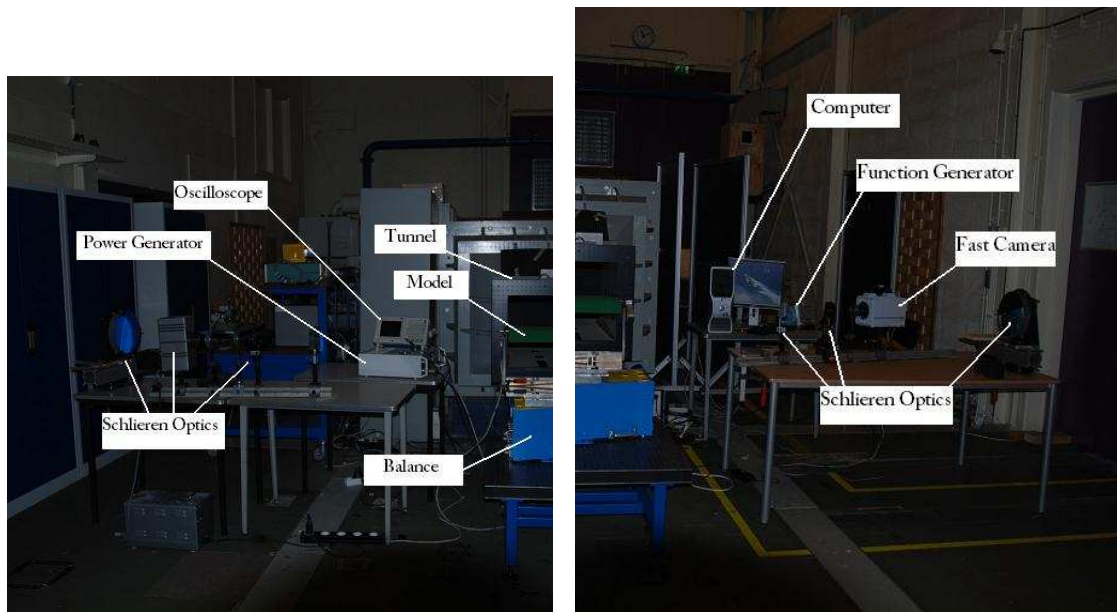 Oscilloscope
Power Generator
Tunnel
Model
Schlieren Optics
Balance
Computer
Function Generator
Fast Camera
Schlieren Optics